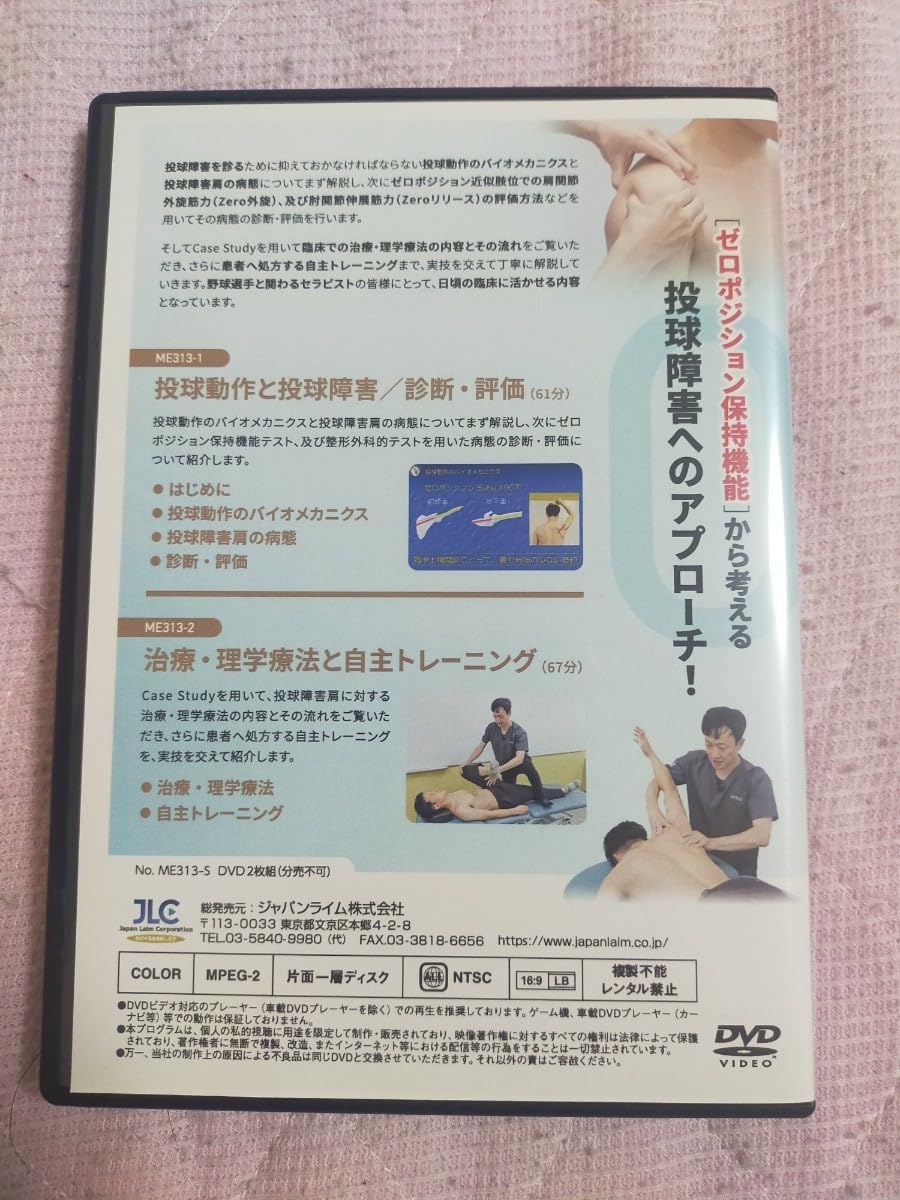 投球障害を診るために抑えておかなければならない投球動作のバイオメカニクスと
投球障害肩の病態についてまず解説し、次にゼロポジション近似肢位での肩関節
外旋筋力（Zero外旋）、及び肘関節伸展筋力（Zeroリリース）の評価方法などを
用いてその病態の診断・評価を行います。
そしてCase Studyを用いて臨床での治療・理学療法の内容とその流れをご覧いた
だき、さらに患者へ処方する自主トレーニングまで、実技を交えて丁寧に解説して
いきます。野球選手と関わるセラピストの皆様にとって、日頃の臨床に活かせる内容
となっています。
［ゼロポジション保持機能］から考える
投球障害へのアプローチ！
ME313-1
投球動作と投球障害／診断・評価（61分）
投球動作のバイオメカニクスと投球障害肩の病態についてまず解説し、次にゼロ
ポジション保持機能テスト、及び整形外科的テストを用いた病態の診断・評価に
ついて紹介します。
● はじめに
● 投球動作のバイオメカニクス
● 投球障害肩の病態
● 診断・評価
投球動作のバイオメカニクス
前額面
水平面
ME313-2
治療・理学療法と自主トレーニング（67分）
Case Studyを用いて、投球障害肩に対する
治療・理学療法の内容とその流れをご覧いた
だき、さらに患者へ処方する自主トレーニング
を、実技を交えて紹介します。
● 治療・理学療法
● 自主トレーニング
No. ME313-S DVD2枚組（分売不可）
JLC
Japan Laim Corporation
総発売元：ジャパンライム株式会社
〒113-0033 東京都文京区本郷4-2-8
TEL.03-5840-9980（代） FAX.03-3818-6656 https://www.japanlaim.co.jp/
COLOR
MPEG-2
片面一層ディスク
ALL NTSC
16:9 LB
複製不能
レンタル禁止
●DVDビデオ対応のプレーヤー（車載DVDプレーヤーを除く）での再生を推奨しております。ゲーム機、車載DVDプレーヤー（カー
ナビ等）等での動作は保証しておりません。
●本プログラムは、個人の私的視聴に用途を限定して制作・販売されており、映像著作権に対するすべての権利は法律によって保護
されており、著作権者に無断で複製、改造、またインターネット等における配信等の行為をすることは一切禁止されています。
●万一、当社の制作上の原因による不良品は同じDVDと交換させていただきます。それ以外の責はご容赦ください。
DVD
VIDEO